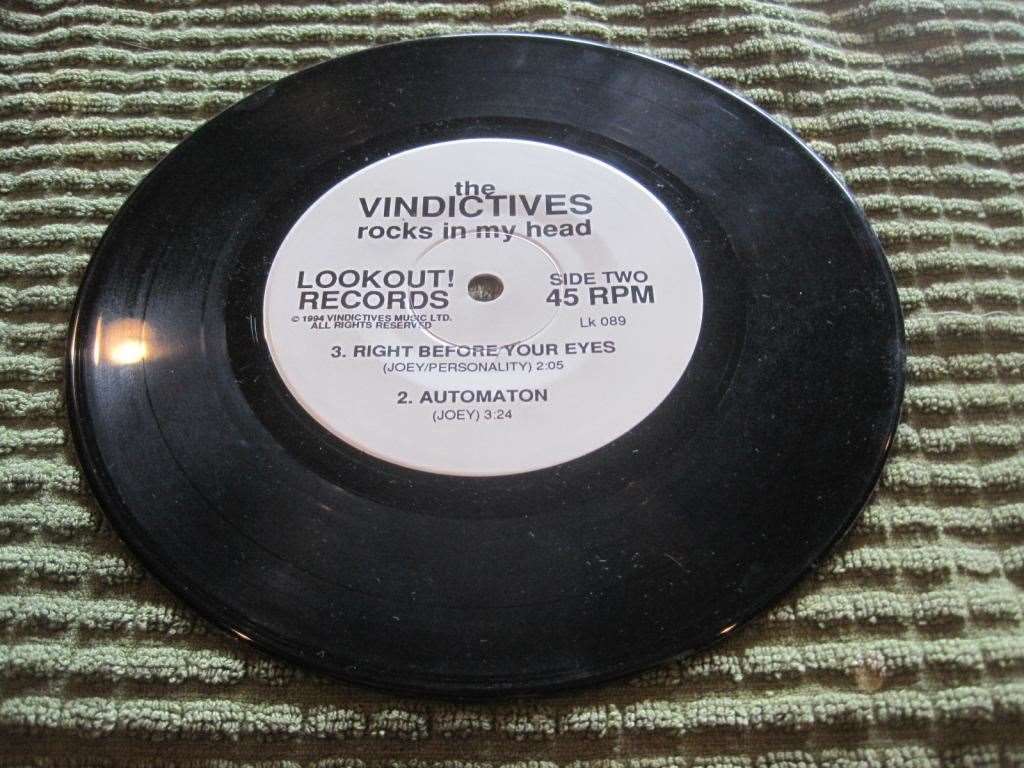 the
VINDICTIVES
rocks in my head
LOOKOUT!
RECORDS
© 1994 VINDICTIVES MUSIC LTD.
ALL RIGHTS RESERVED
SIDE TWO
45 RPM
Lk 089
3. RIGHT BEFORE YOUR EYES
(JOEY/PERSONALITY) 2:05
2. AUTOMATON
(JOEY) 3:24